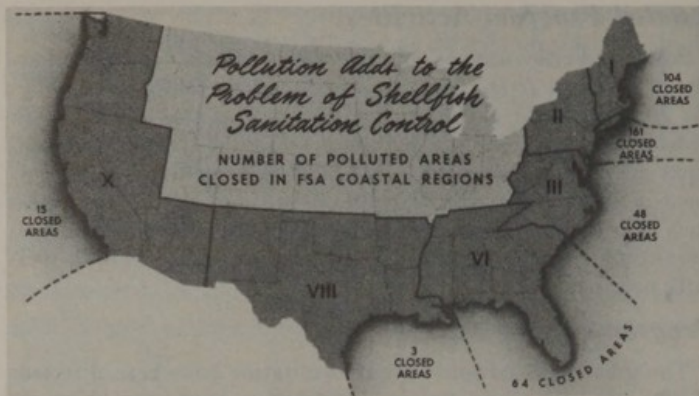 Pollution Adds to the
Problem of Shellfish
Sanitation Control
NUMBER OF POLLUTED AREAS
CLOSED IN FSA COASTAL REGIONS
I
104
CLOSED
AREAS
II
161
CLOSED
AREAS
III
48
CLOSED
AREAS
X
15
CLOSED
AREAS
VI
VIII
3
CLOSED
AREAS
64 CLOSED AREAS